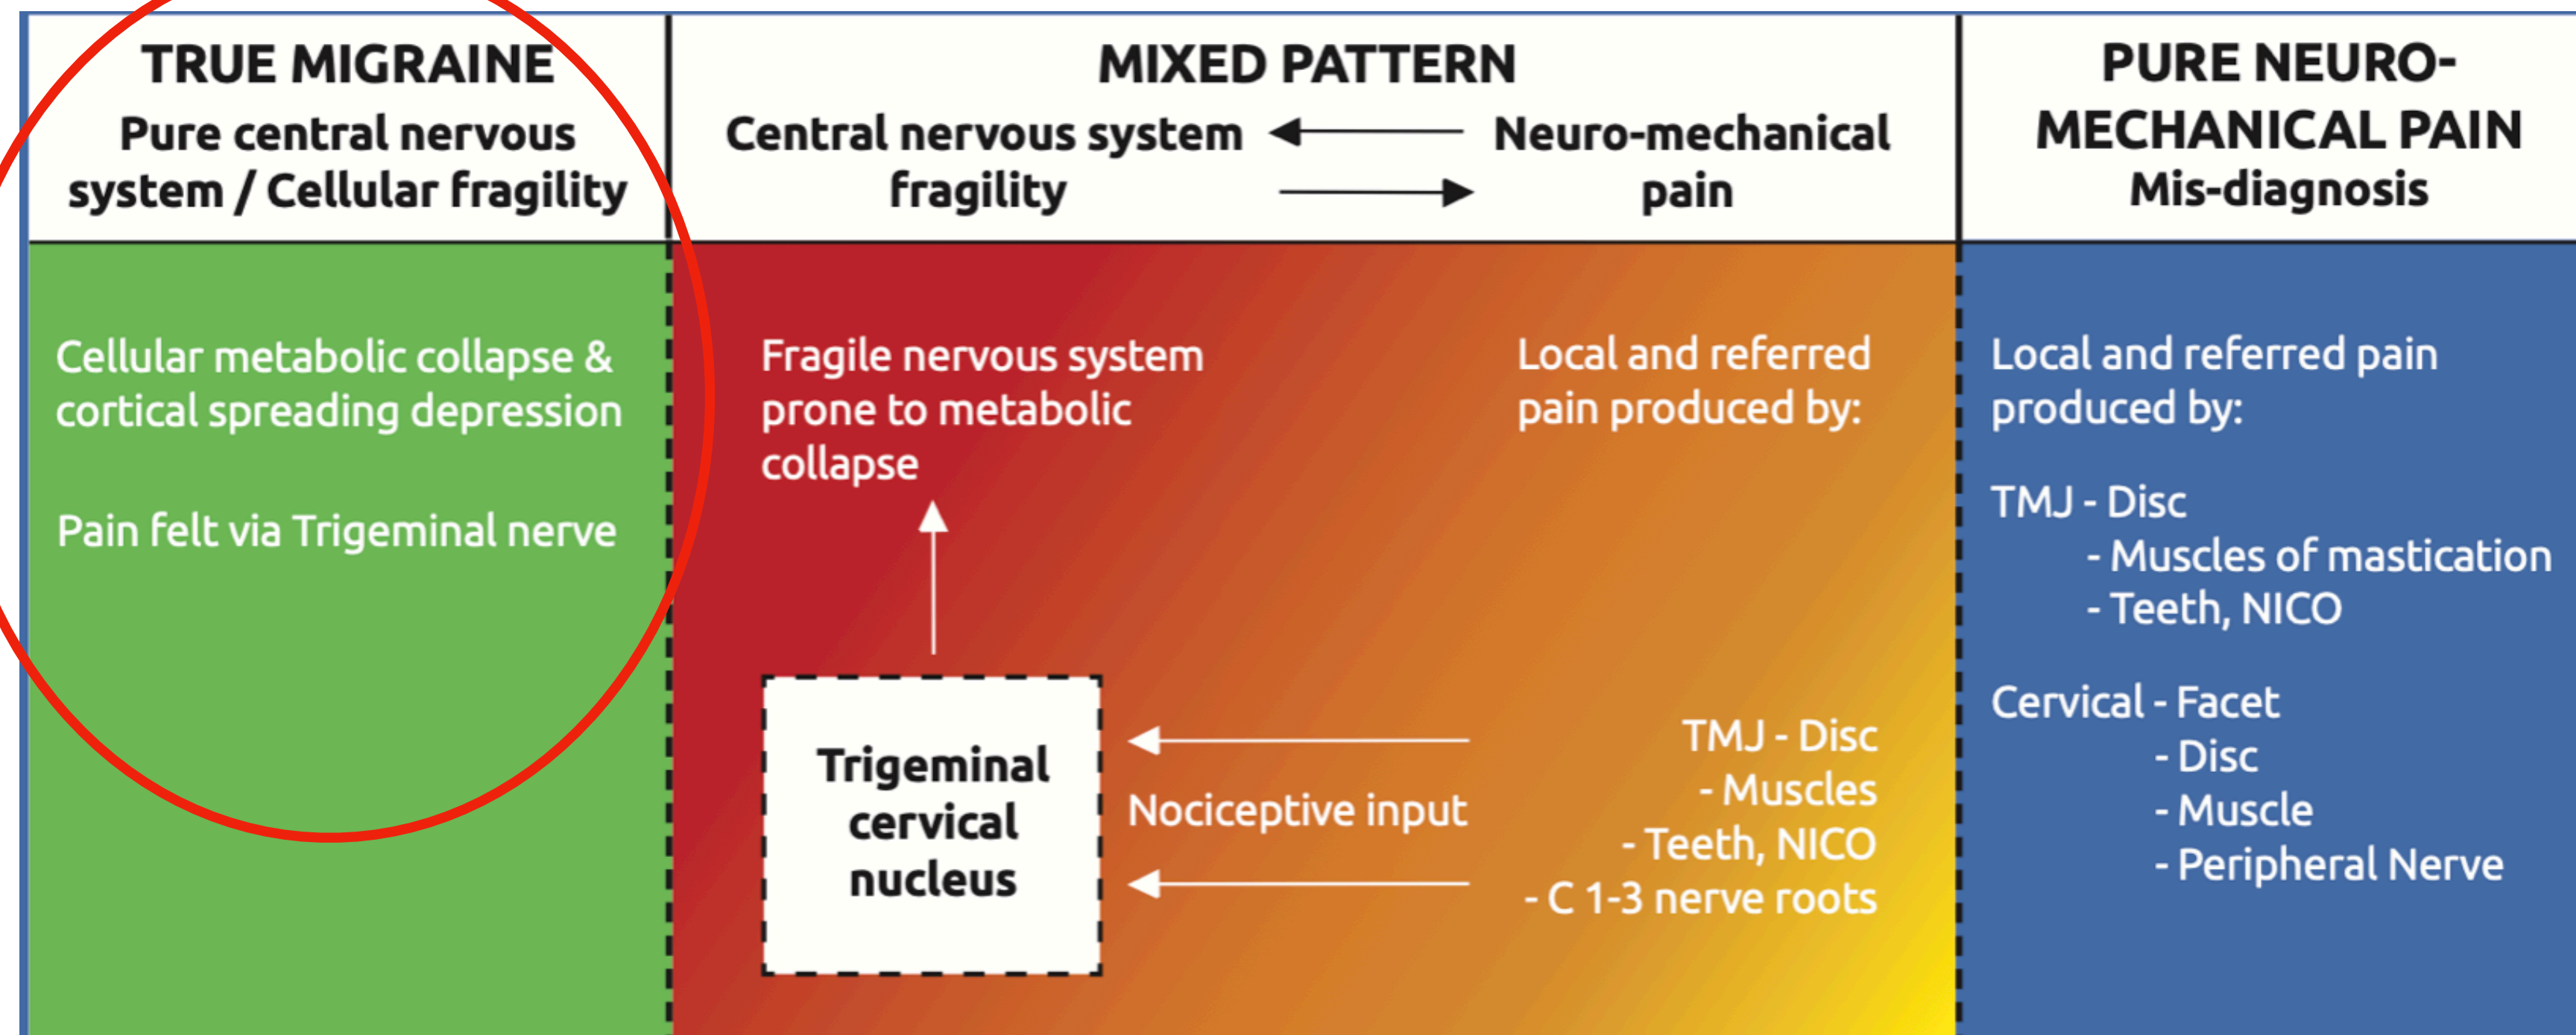 TRUE MIGRAINE
Pure central nervous
system / Cellular fragility
Cellular metabolic collapse &
cortical spreading depression
Pain felt via Trigeminal nerve
MIXED PATTERN
Central nervous system
fragility
Neuro-mechanical
pain
Fragile nervous system
prone to metabolic
collapse
Trigeminal
cervical
nucleus
Nociceptive input
Local and referred
pain produced by:
TMJ - Disc
- Muscles
- Teeth, NICO
- C 1-3 nerve roots
PURE NEURO-
MECHANICAL PAIN
Mis-diagnosis
Local and referred pain
produced by:
TMJ - Disc
- Muscles of mastication
- Teeth, NICO
Cervical - Facet
- Disc
- Muscle
- Peripheral Nerve